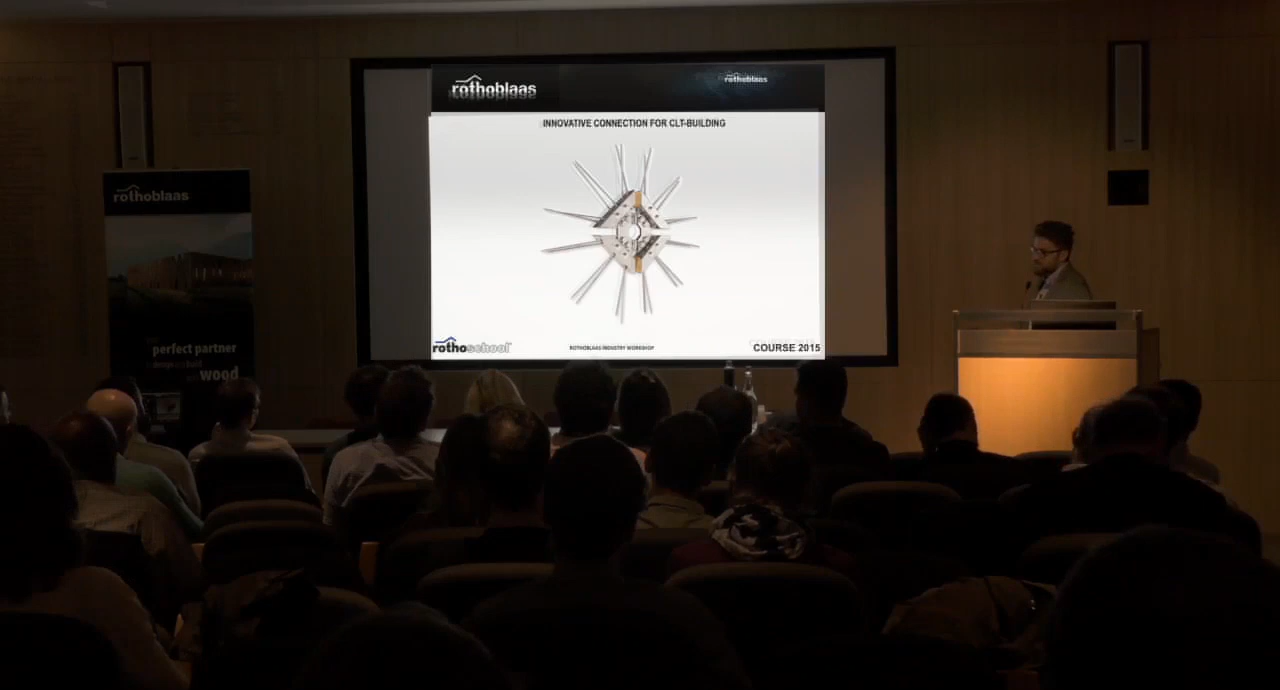 rothoblaas
rothoblaas
INNOVATIVE CONNECTION FOR CLT-BUILDING
rothoschool
ROTHOBLAAS INDUSTRY WORKSHOP
COURSE 2015
rothoblaas
perfect partner
wood